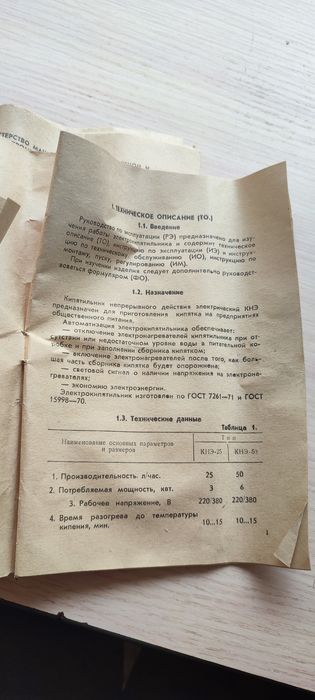 ТЕРСТВО МАШ
1. ТЕХНИЧЕСКОЕ ОПИСАНИЕ (ТО.)
1.1. Введение
Руководство по эксплуатации (РЭ) предназначено для изу-
чения работы электрокипятильника и содержит техническое
описание (ТО), инструкцию по эксплуатации (ИЭ) и инструк-
цию по техническому обслуживанию (ИО), инструкцию по
монтажу, пуску, регулированию (ИМ).
При изучении изделия следует дополнительно руководст-
воваться формуляром (ФО).
1.2. Назначение
Кипятильник непрерывного действия электрический КНЭ
предназначен для приготовления кипятка на предприятиях
общественного питания.
Автоматизация электрокипятильника обеспечивает:
— отключение электронагревателей кипятильника при от-
сутствии или недостаточном уровне воды в питательной ко-
робке и при заполнении сборника кипятком;
— включение электронагревателей после того, как боль-
шая часть сборника кипятка будет опорожнена;
— световой сигнал о наличии напряжения на электрона-
гревателях;
— экономию электроэнергии.
Электрокипятильник изготовлен по ГОСТ 7261—71 и ГОСТ
15998—70.
1.3. Технические данные
Таблица 1.
Наименование основных параметров и размеров
Тип
КНЭ-25 КНЭ-50
1. Производительность л/час. 25 50
2. Потребляемая мощность, квт. 3 6
3. Рабочее напряжение, В 220/380 220/380
4. Время разогрева до температуры
кипения, мин. 10...15 10...15
1